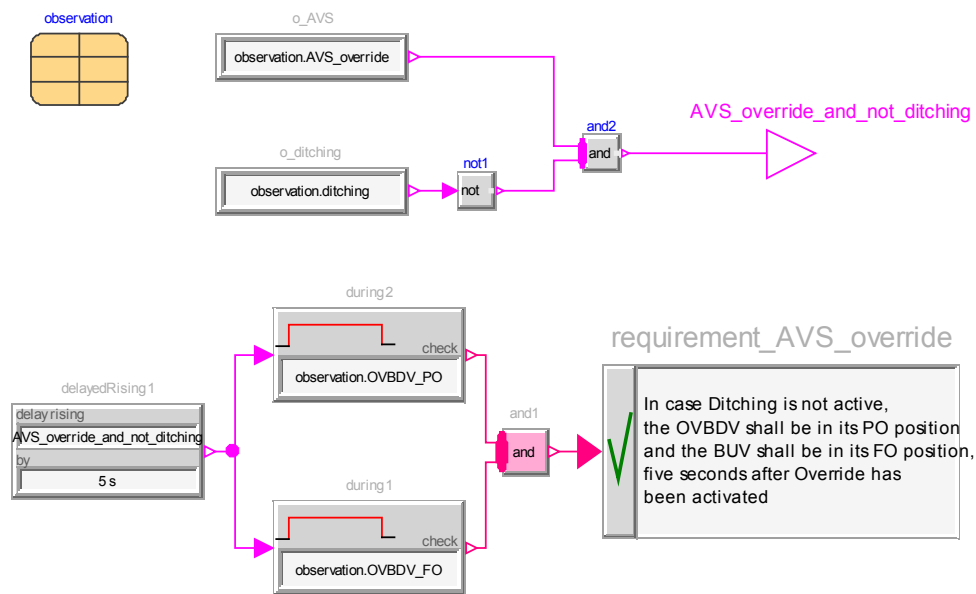 observation
o_AVS
observation.AVS_override
AVS_override_and_not_ditching
and2
and
o_ditching
not1
observation.ditching
not
during2
check
observation.OVBDV_PO
requirement_AVS_override
delayedRising1
delay rising
AVS_override_and_not_ditching
by
5 s
and1
and
In case Ditching is not active,
the OVBDV shall be in its PO position
and the BUV shall be in its FO position,
five seconds after Override has
been activated
during1
check
observation.OVBDV_FO